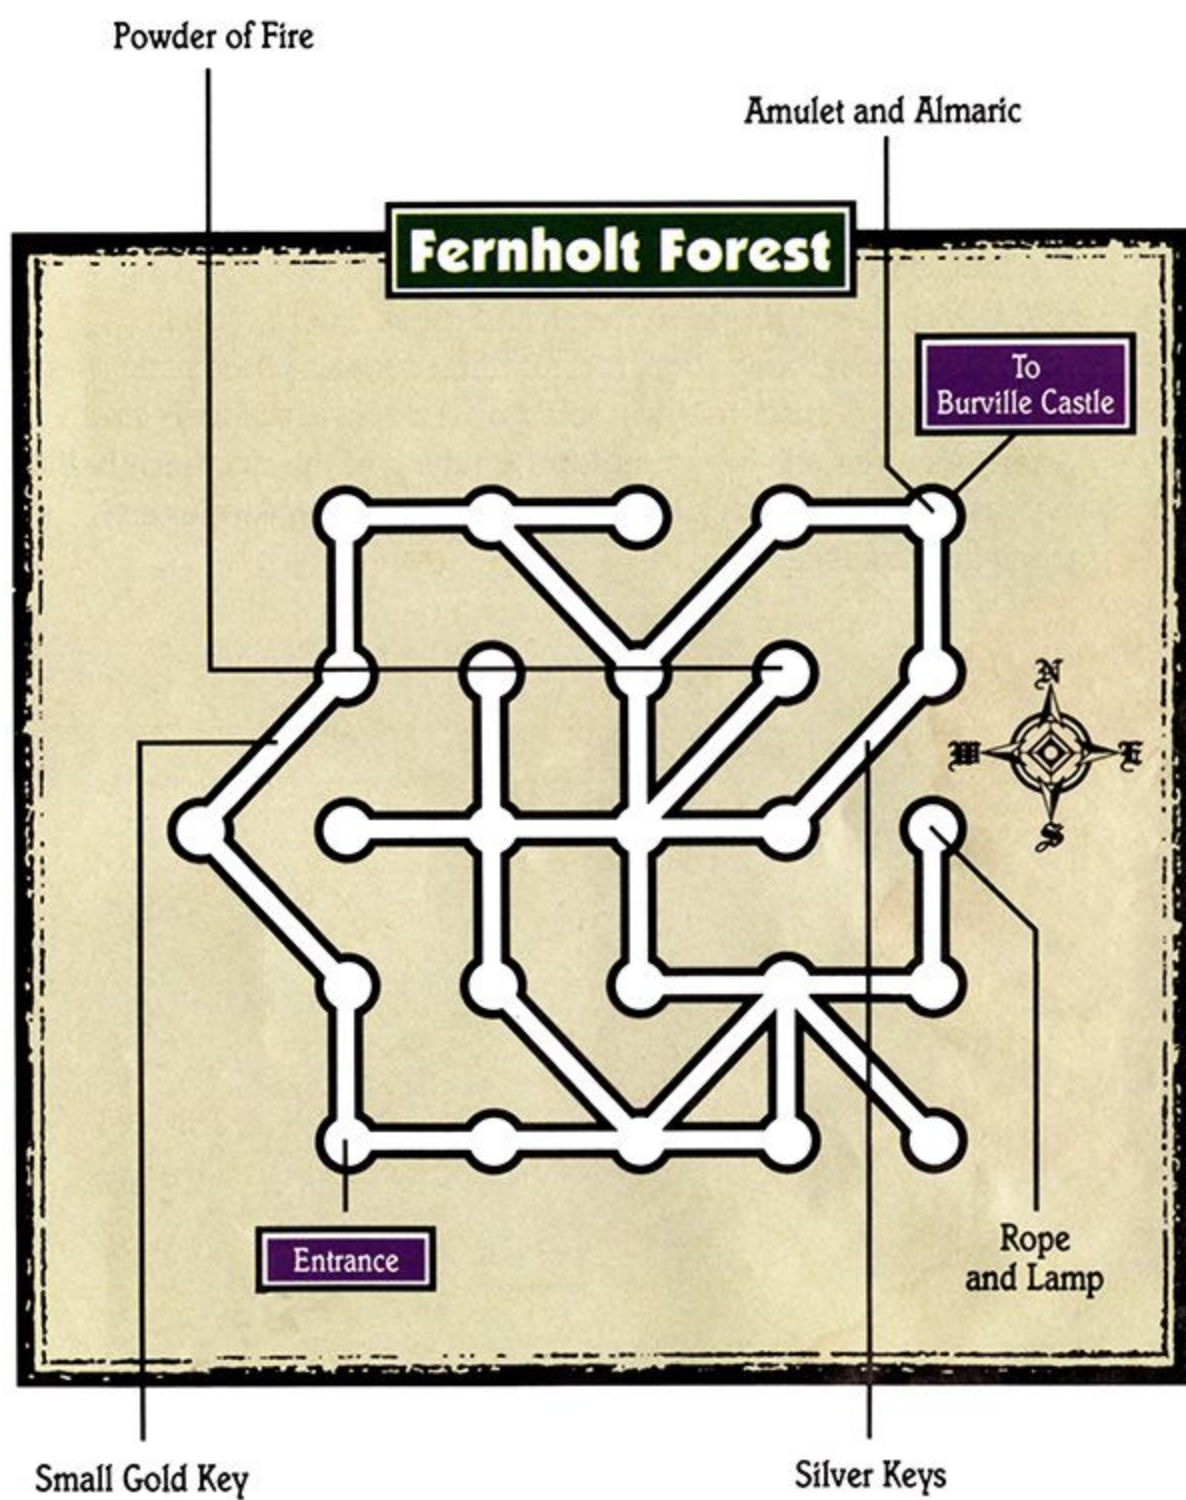 Powder of Fire
Amulet and Almaric
Fernholt Forest
To
Burville Castle
N
W
E
S
Entrance
Rope
and Lamp
Small Gold Key
Silver Keys